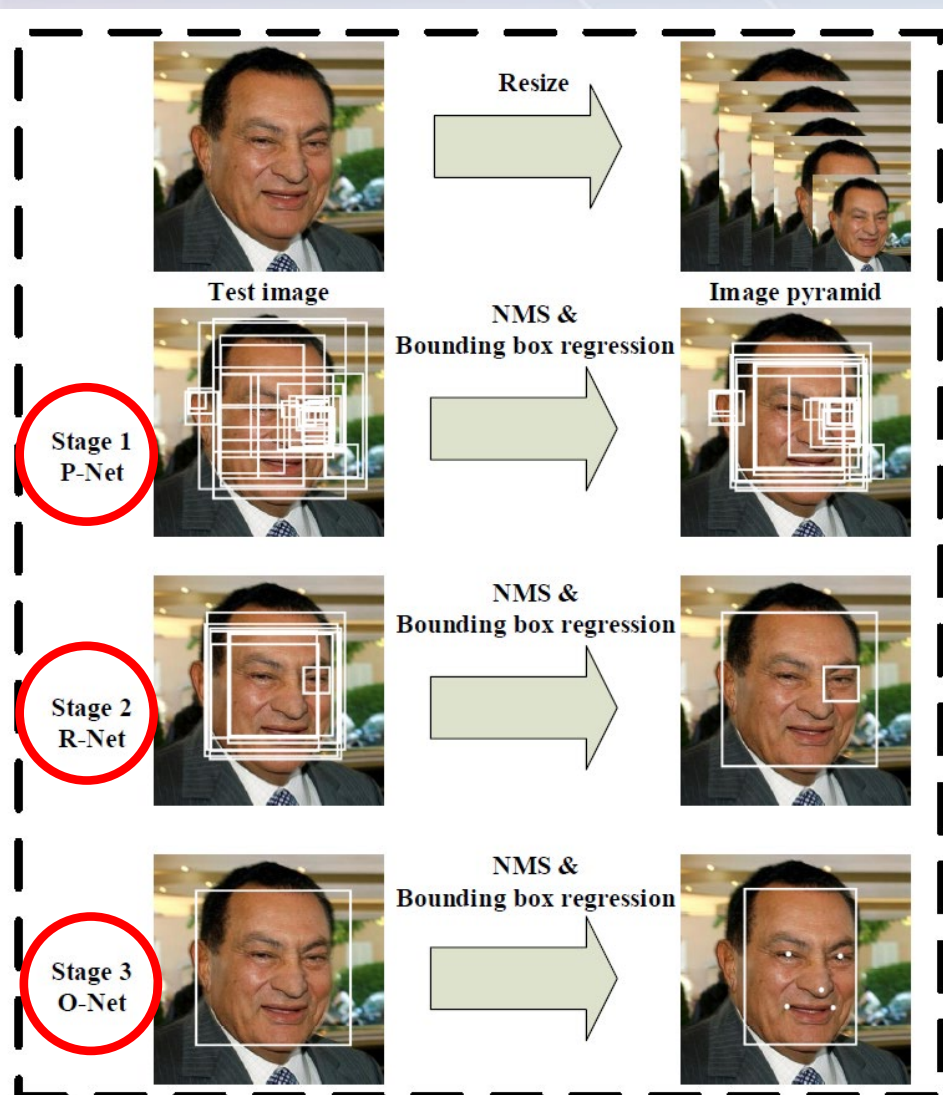 Resize
Test image
Image pyramid
NMS &
Bounding box regression
Stage 1
P-Net
NMS &
Bounding box regression
Stage 2
R-Net
NMS &
Bounding box regression
Stage 3
O-Net